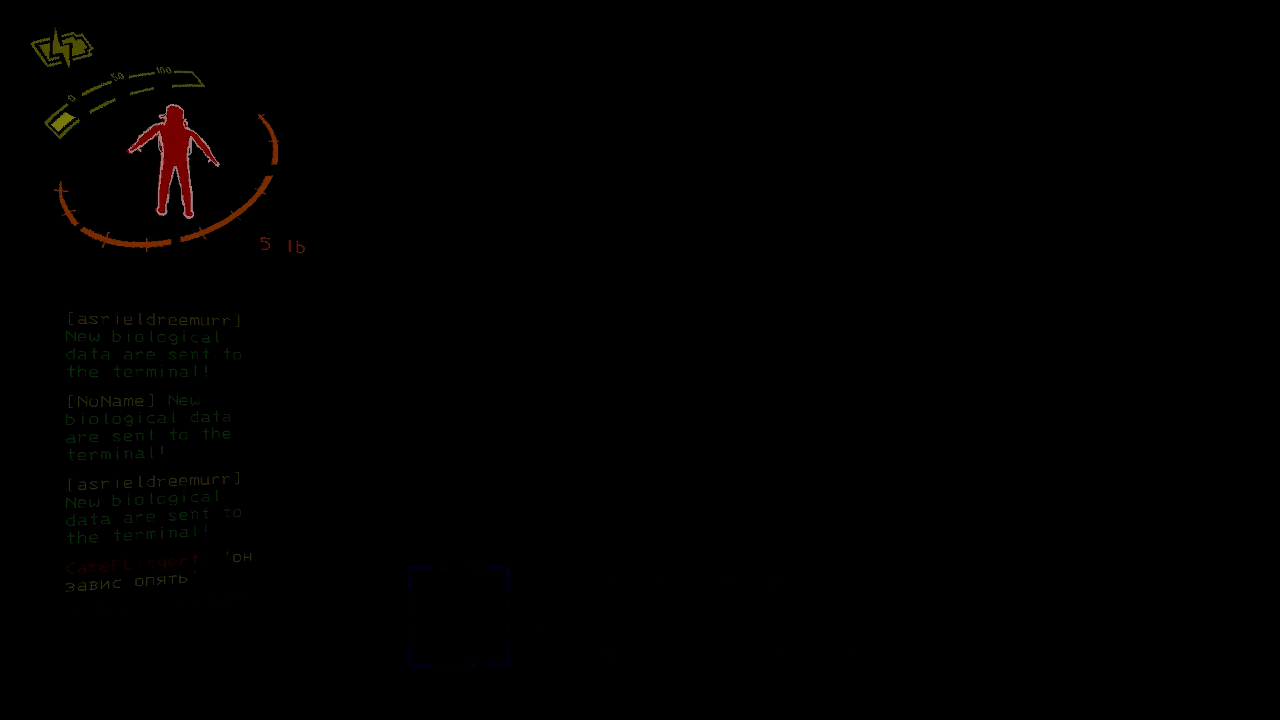 0 50 100
5 lb
[asrieldreemurr]
New biological
data are sent to
the terminal!
[NoName] New
biological data
are sent to the
terminal!
[asrieldreemurr]
New biological
data are sent to
the terminal!
'он
завис опять'